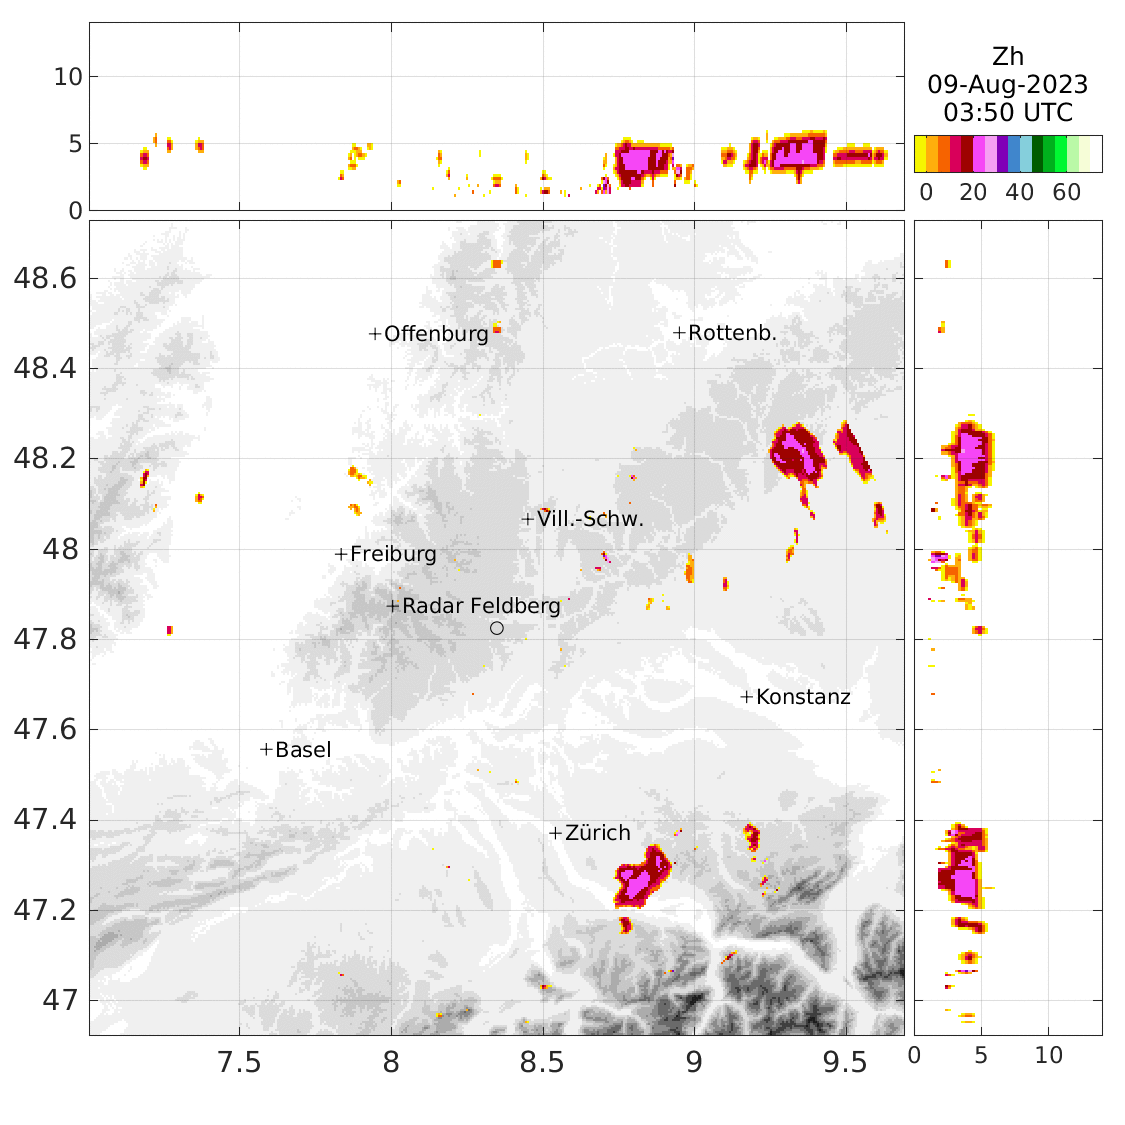 Zh
09-Aug-2023
03:50 UTC
10
5
0
0 20 40 60
48.6
48.4
48.2
48
47.8
47.6
47.4
47.2
47
+Offenburg
+Rottenb.
+Vill.-Schw.
+Freiburg
+Radar Feldberg
+Konstanz
+Basel
+Zürich
7.5 8 8.5 9 9.5
0 5 10